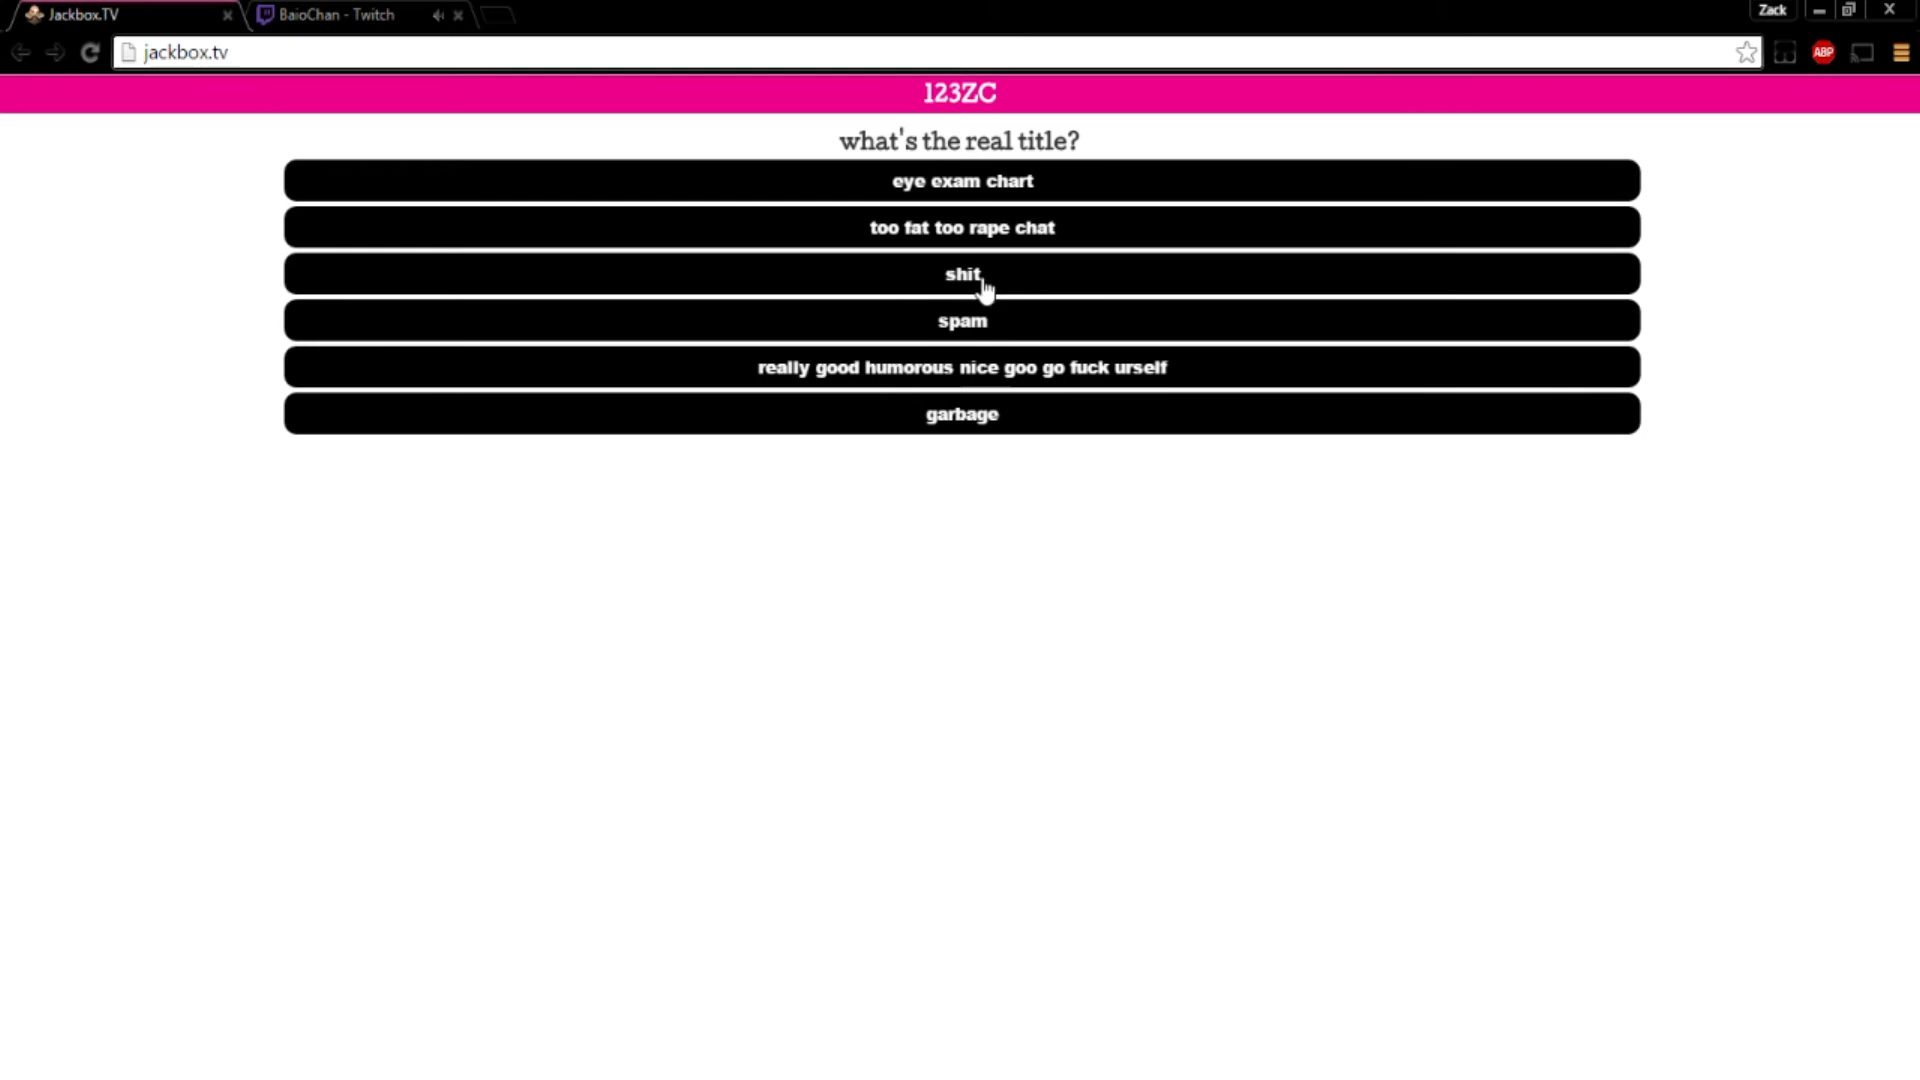 Jackbox.TV
BaioChan - Twitch
Zack
jackbox.tv
ABP
123ZC
what's the real title?
eye exam chart
too fat too rape chat
shit
spam
really good humorous nice goo go fuck urself
garbage